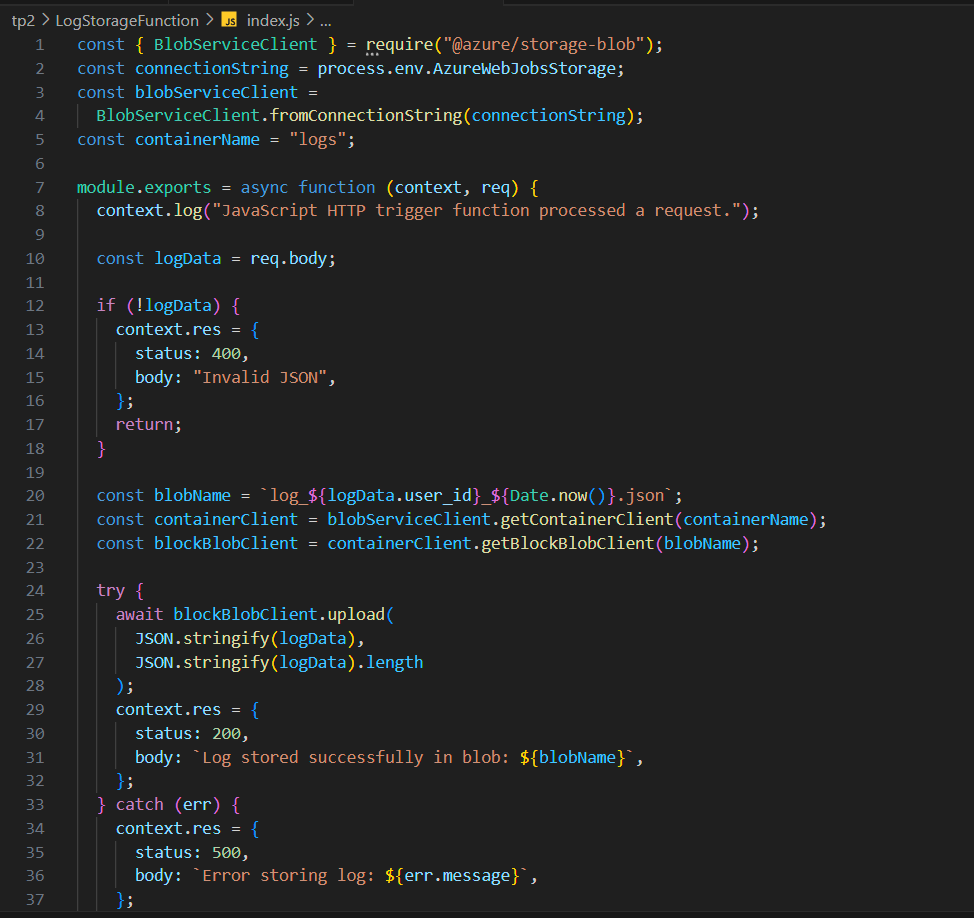 tp2 > LogStorageFunction > JS index.js > ...
1 const { BlobServiceClient } = require("@azure/storage-blob");
2 const connectionString = process.env.AzureWebJobsStorage;
3 const blobServiceClient =
4   BlobServiceClient.fromConnectionString(connectionString);
5 const containerName = "logs";
6
7 module.exports = async function (context, req) {
8   context.log("JavaScript HTTP trigger function processed a request.");
9
10   const logData = req.body;
11
12   if (!logData) {
13     context.res = {
14       status: 400,
15       body: "Invalid JSON",
16     };
17     return;
18   }
19
20   const blobName = `log_${logData.user_id}_${Date.now()}.json`;
21   const containerClient = blobServiceClient.getContainerClient(containerName);
22   const blockBlobClient = containerClient.getBlockBlobClient(blobName);
23
24   try {
25     await blockBlobClient.upload(
26       JSON.stringify(logData),
27       JSON.stringify(logData).length
28     );
29     context.res = {
30       status: 200,
31       body: `Log stored successfully in blob: ${blobName}`,
32     };
33   } catch (err) {
34     context.res = {
35       status: 500,
36       body: `Error storing log: ${err.message}`,
37     };